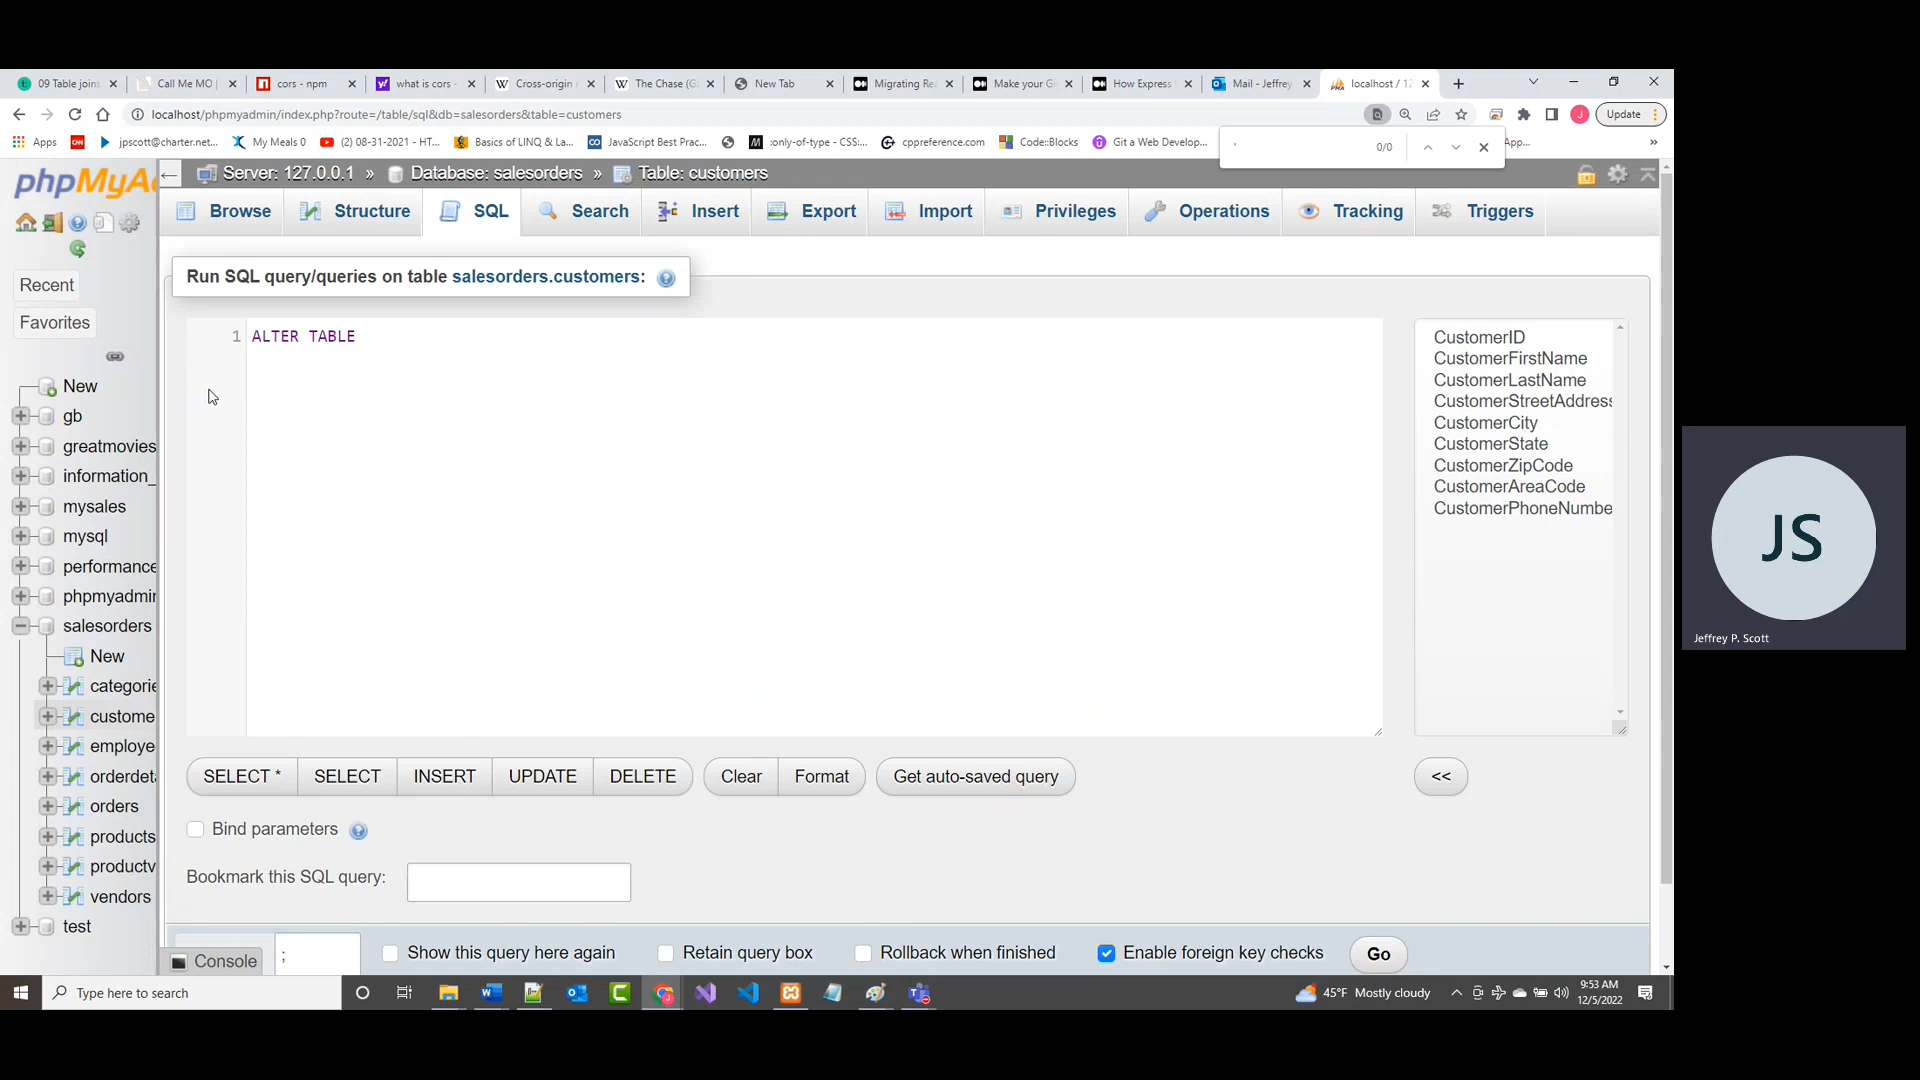 09 Table joins
Call Me MO
cors - npm
what is cors -
Cross-origin
The Chase (G
New Tab
Migrating Rea
Make your Gi
How Express
Mail - Jeffrey
localhost / 12
localhost/phpmyadmin/index.php?route=/table/sql&db=salesorders&table=customers
Update
Apps
CNN
jpscott@charter.net...
My Meals 0
(2) 08-31-2021 - HT...
Basics of LINQ & La...
JavaScript Best Prac...
:only-of-type - CSS:...
cppreference.com
Code::Blocks
Git a Web Develop...
App...
»
'
0/0
phpMyAd
Server: 127.0.0.1 » Database: salesorders » Table: customers
Browse
Structure
SQL
Search
Insert
Export
Import
Privileges
Operations
Tracking
Triggers
Recent
Favorites
New
gb
greatmovies
information_
mysales
mysql
performance
phpmyadmin
salesorders
New
categorie
custome
employe
orderdeta
orders
products
productv
vendors
test
Run SQL query/queries on table salesorders.customers:
1 ALTER TABLE
CustomerID
CustomerFirstName
CustomerLastName
CustomerStreetAddress
CustomerCity
CustomerState
CustomerZipCode
CustomerAreaCode
CustomerPhoneNumbe
SELECT *
SELECT
INSERT
UPDATE
DELETE
Clear
Format
Get auto-saved query
<<
Bind parameters
Bookmark this SQL query:
Console
;
Show this query here again
Retain query box
Rollback when finished
Enable foreign key checks
Go
Type here to search
45°F Mostly cloudy
9:53 AM
12/5/2022
JS
Jeffrey P. Scott